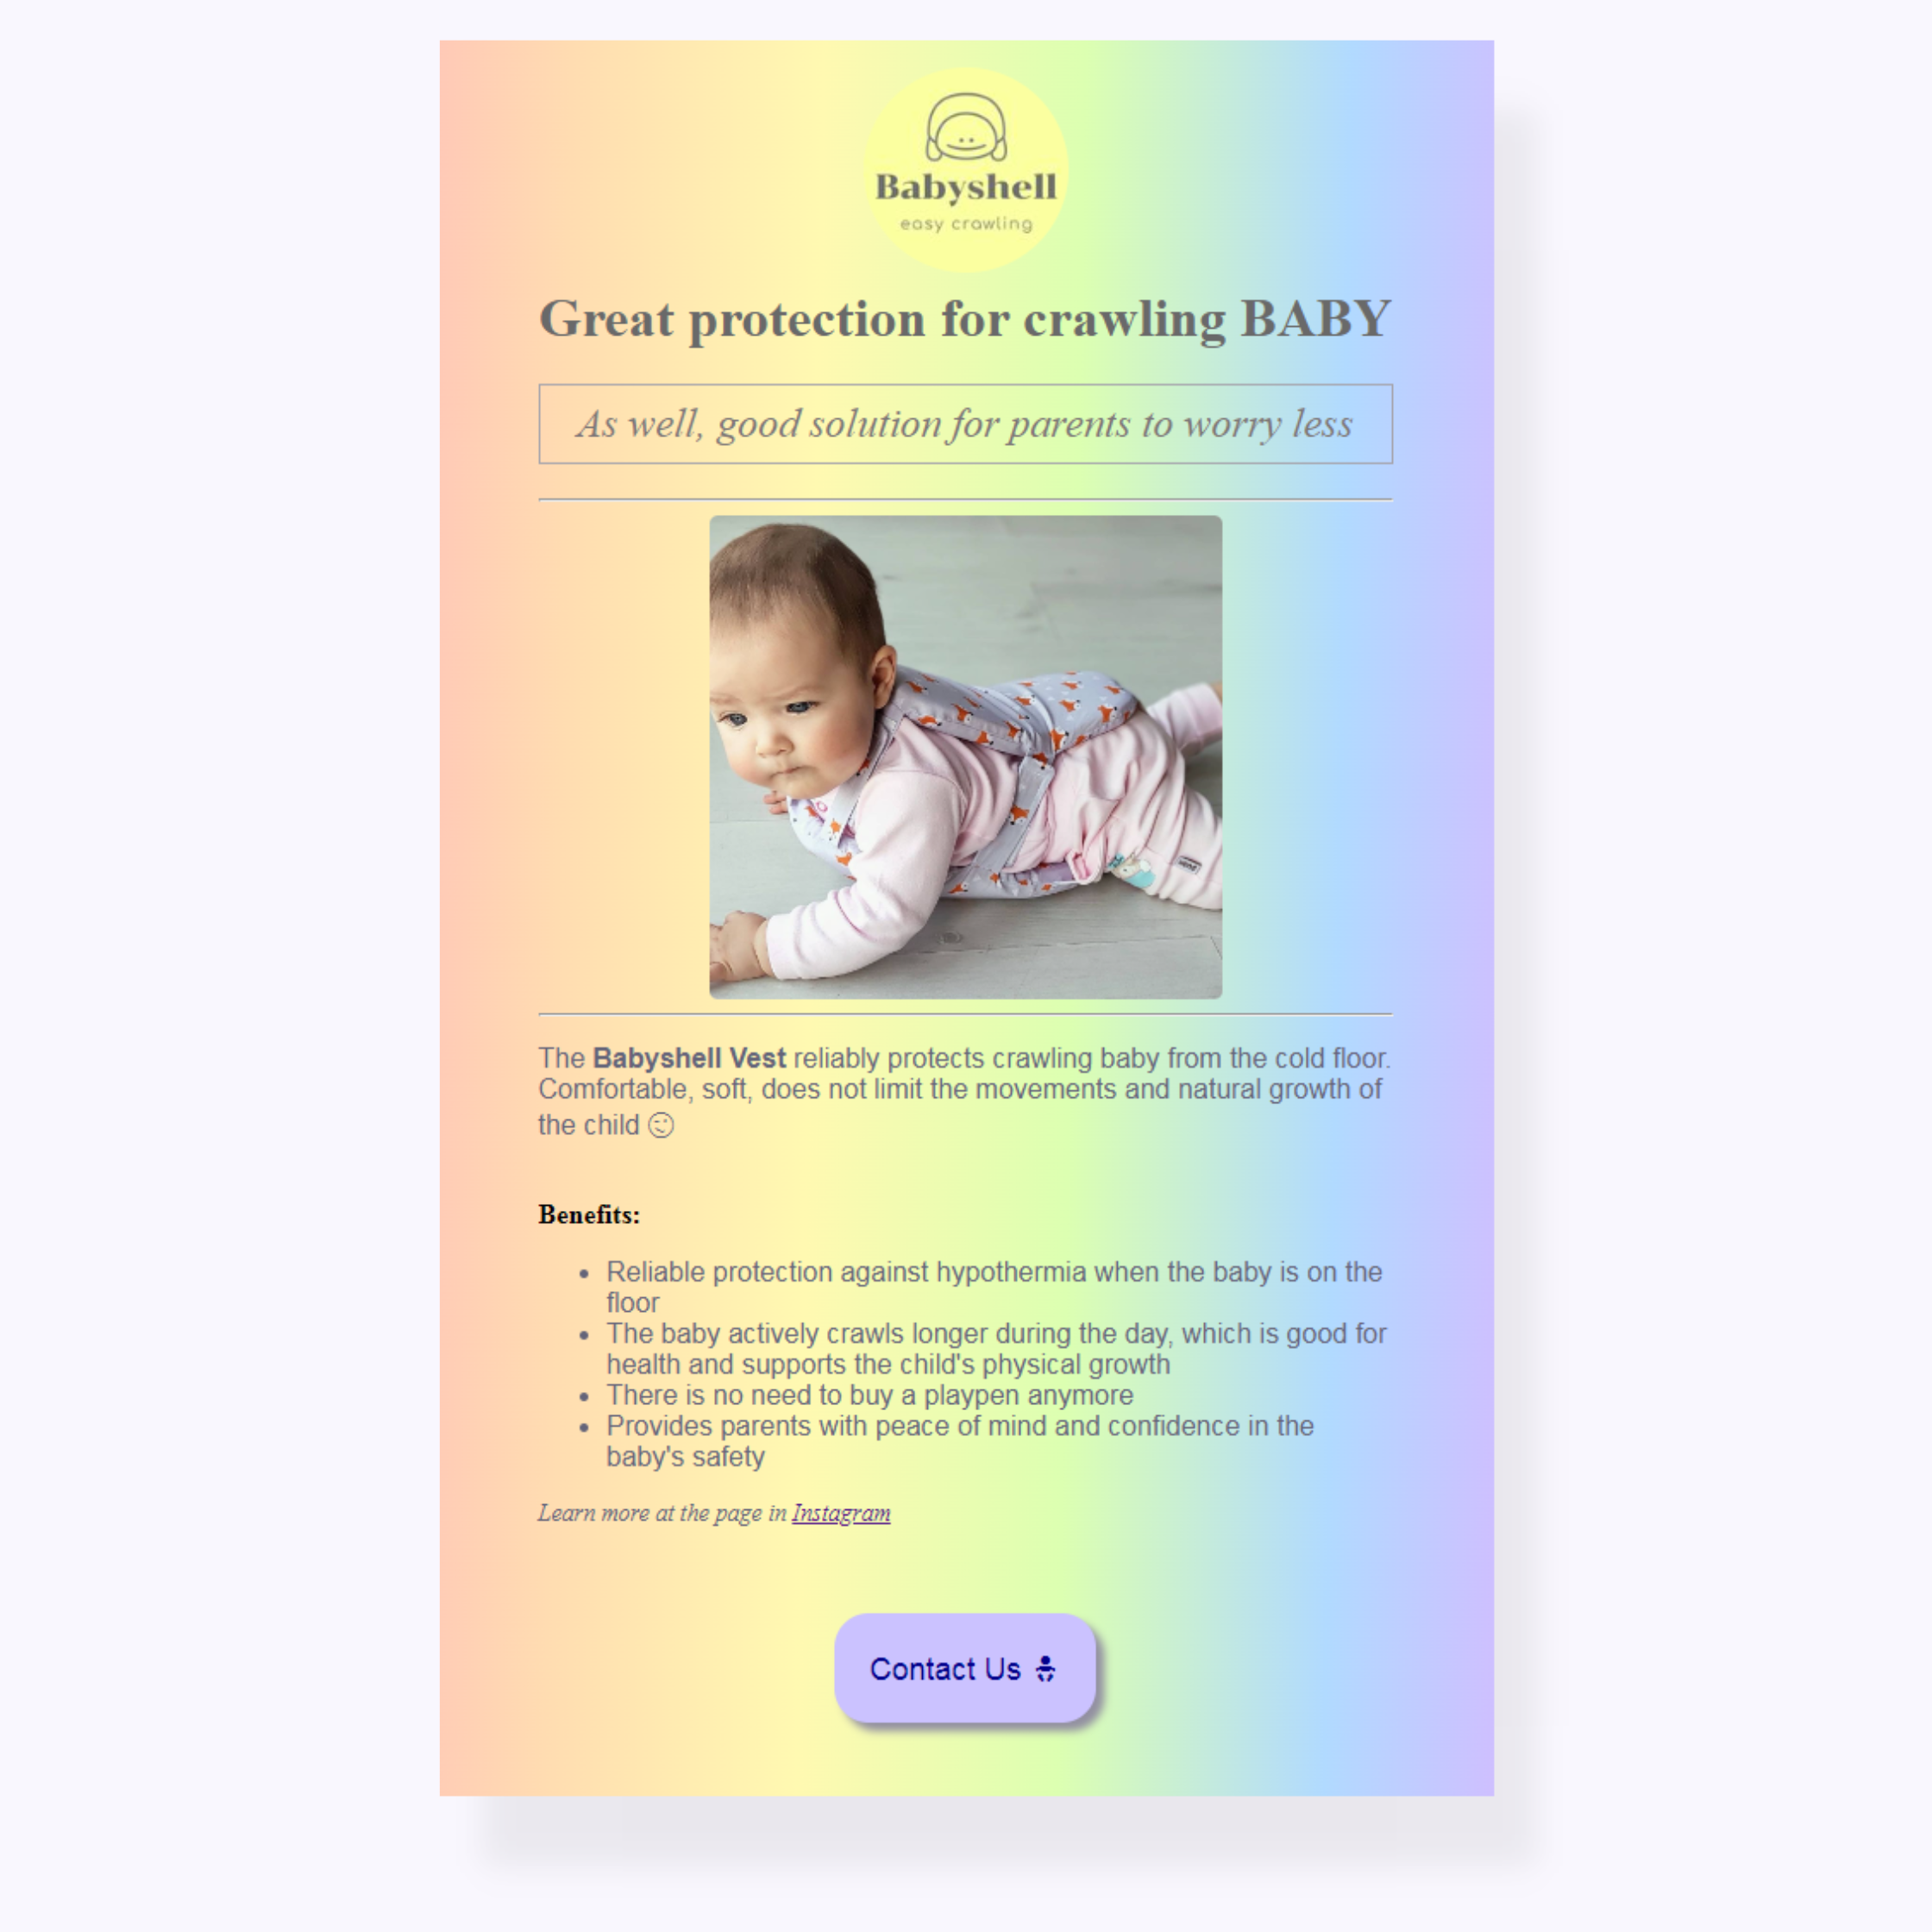 Babyshell
easy crawling
Great protection for crawling BABY
As well, good solution for parents to worry less
The Babyshell Vest reliably protects crawling baby from the cold floor.
Comfortable, soft, does not limit the movements and natural growth of
the child 😉
Benefits:
• Reliable protection against hypothermia when the baby is on the
floor
• The baby actively crawls longer during the day, which is good for
health and supports the child's physical growth
• There is no need to buy a playpen anymore
• Provides parents with peace of mind and confidence in the
baby's safety
Learn more at the page in Instagram
Contact Us